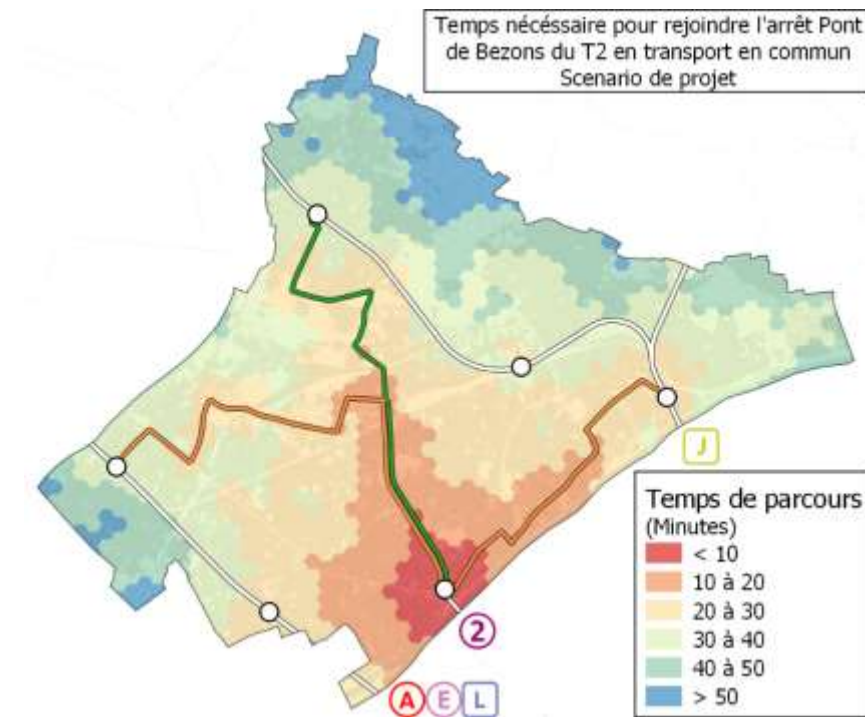 Temps nécéssaire pour rejoindre l'arrêt Pont
de Bezons du T2 en transport en commun
Scenario de projet
J
2
A E L
Temps de parcours
(Minutes)
< 10
10 à 20
20 à 30
30 à 40
40 à 50
> 50